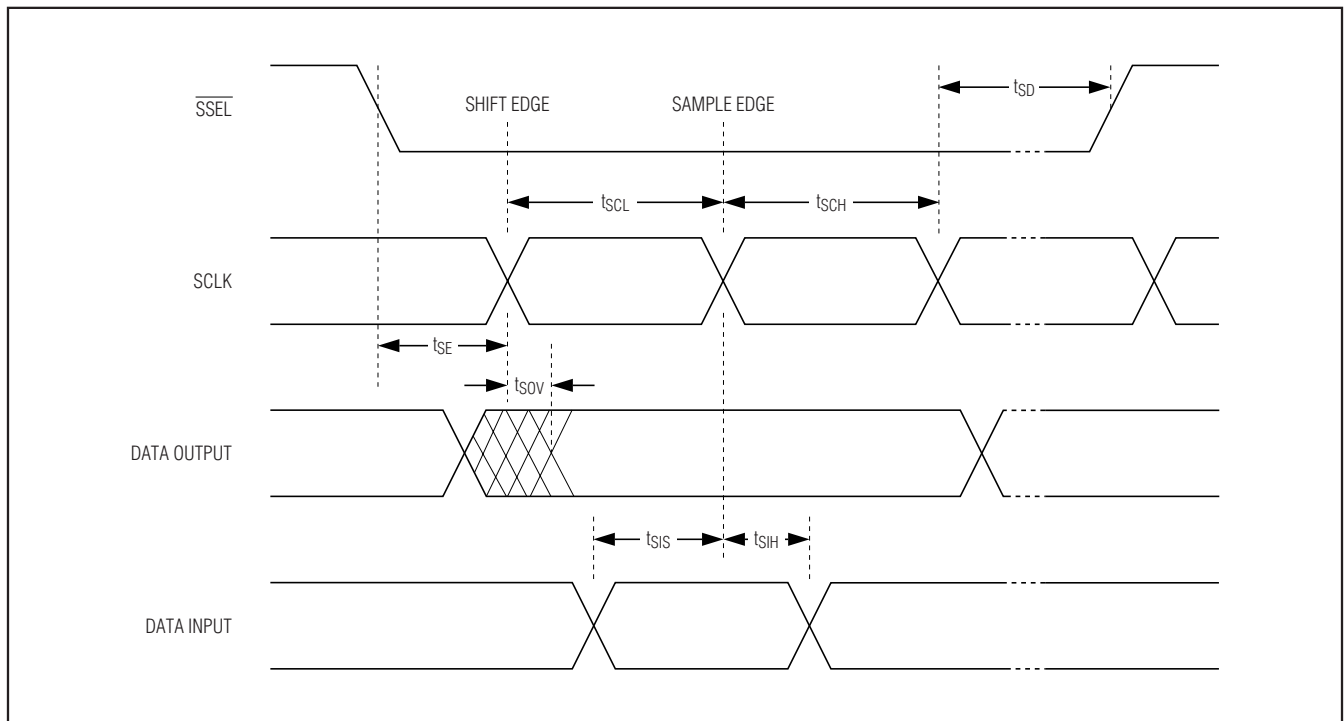 SSEL
SHIFT EDGE
SAMPLE EDGE
tSD
tSCL
tSCH
SCLK
tSE
tSOV
DATA OUTPUT
tSIS
tSIH
DATA INPUT